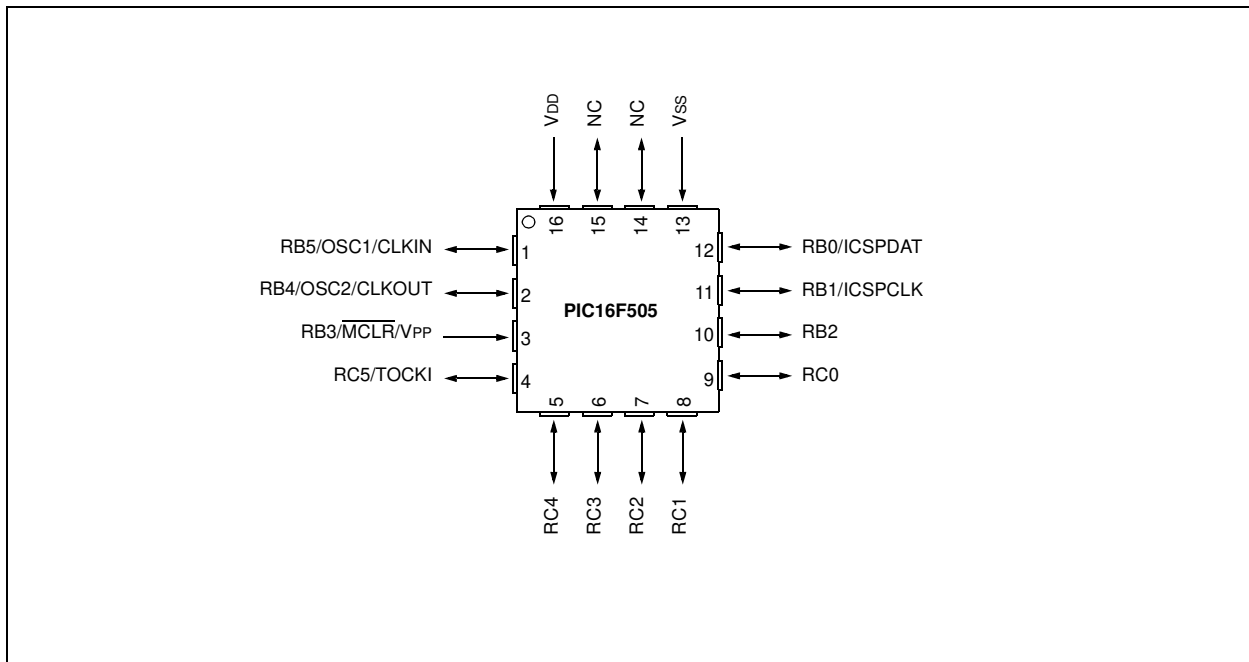 VDD
NC
NC
VSS
16
15
14
13
RB5/OSC1/CLKIN
1
RB4/OSC2/CLKOUT
2
RB3/MCLR/VPP
3
RC5/TOCKI
4
PIC16F505
12
RB0/ICSPDAT
11
RB1/ICSPCLK
10
RB2
9
RC0
5
6
7
8
RC4
RC3
RC2
RC1